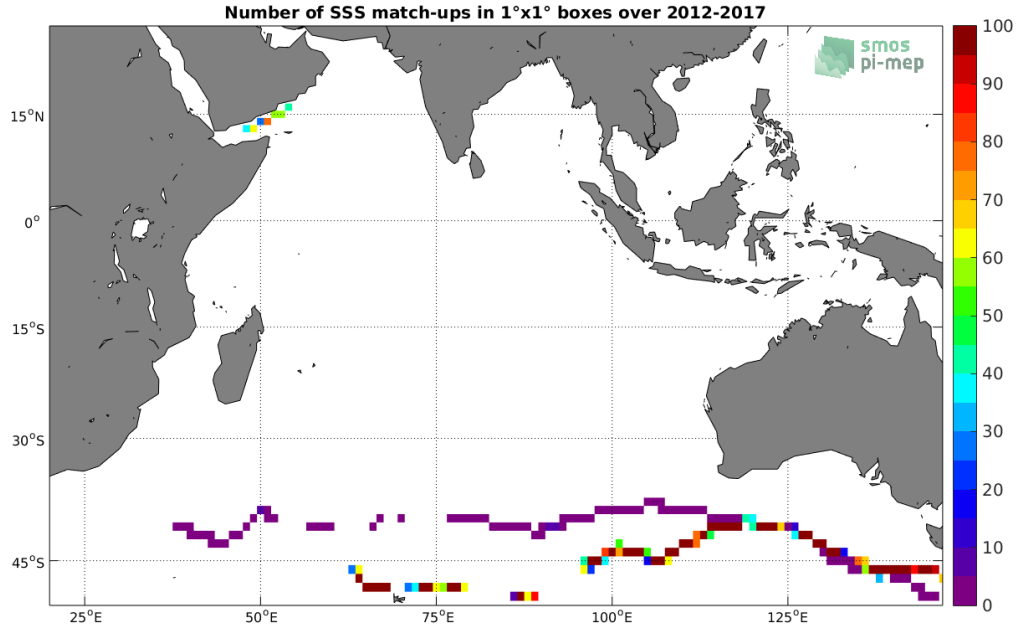 Number of SSS match-ups in 1°x1° boxes over 2012-2017
smos
pi-mep
100
90
80
70
60
50
40
30
20
10
0
15°N
0°
15°S
30°S
45°S
25°E
50°E
75°E
100°E
125°E